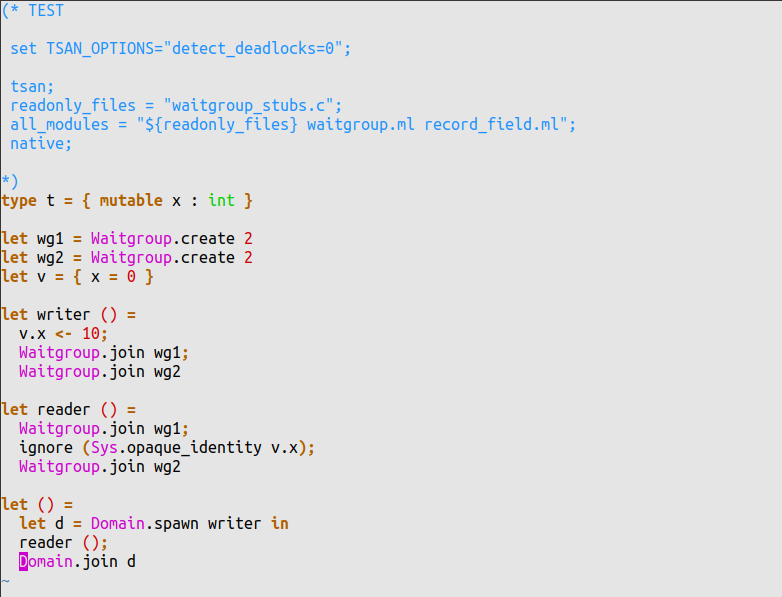 (* TEST

 set TSAN_OPTIONS="detect_deadlocks=0";

 tsan;
 readonly_files = "waitgroup_stubs.c";
 all_modules = "${readonly_files} waitgroup.ml record_field.ml";
 native;

*)
type t = { mutable x : int }

let wg1 = Waitgroup.create 2
let wg2 = Waitgroup.create 2
let v = { x = 0 }

let writer () =
  v.x <- 10;
  Waitgroup.join wg1;
  Waitgroup.join wg2

let reader () =
  Waitgroup.join wg1;
  ignore (Sys.opaque_identity v.x);
  Waitgroup.join wg2

let () =
  let d = Domain.spawn writer in
  reader ();
  Domain.join d
~